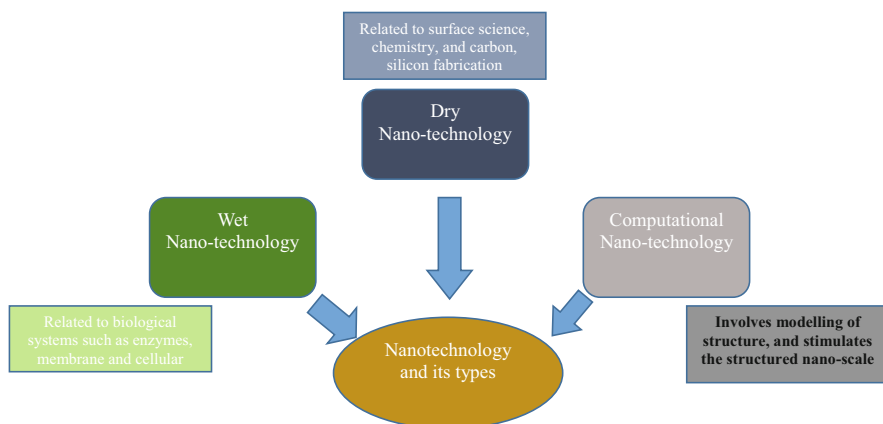 Related to surface science,
chemistry, and carbon,
silicon fabrication
Dry
Nano-technology
Wet
Nano-technology
Computational
Nano-technology
Related to biological
systems such as enzymes,
membrane and cellular
Nanotechnology
and its types
Involves modelling of
structure, and stimulates
the structured nano-scale